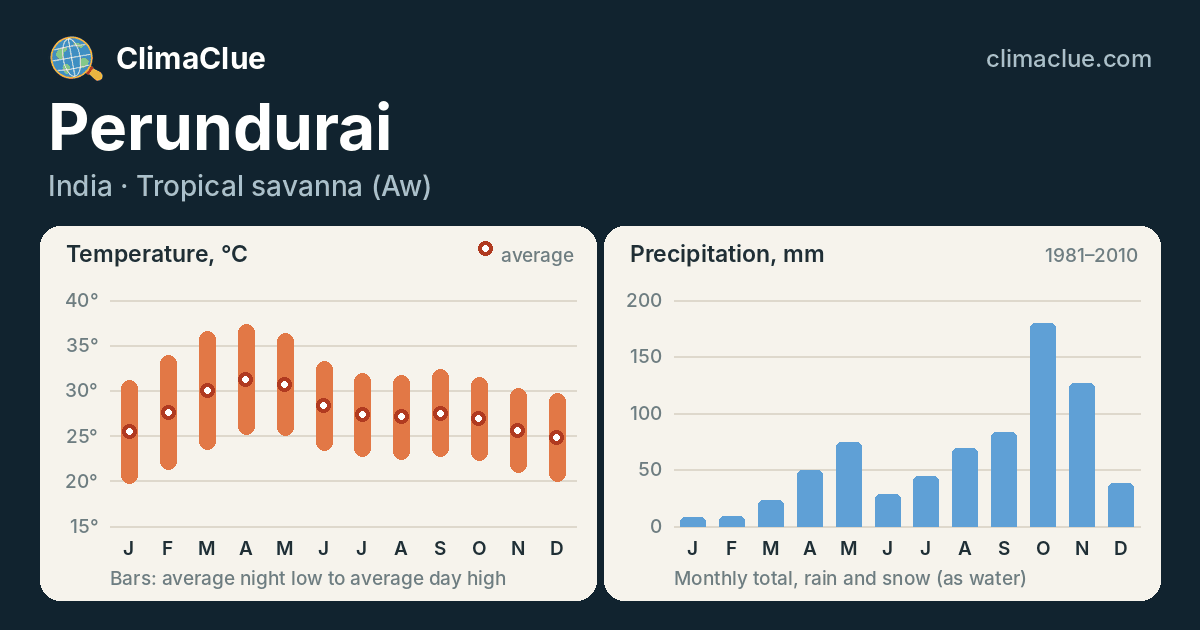 ClimaClue
climaclue.com
Perundurai
India · Tropical savanna (Aw)
Temperature, °C
average
40°
35°
30°
25°
20°
15°
J F M A M J J A S O N D
Bars: average night low to average day high
Precipitation, mm
1981–2010
200
150
100
50
0
J F M A M J J A S O N D
Monthly total, rain and snow (as water)